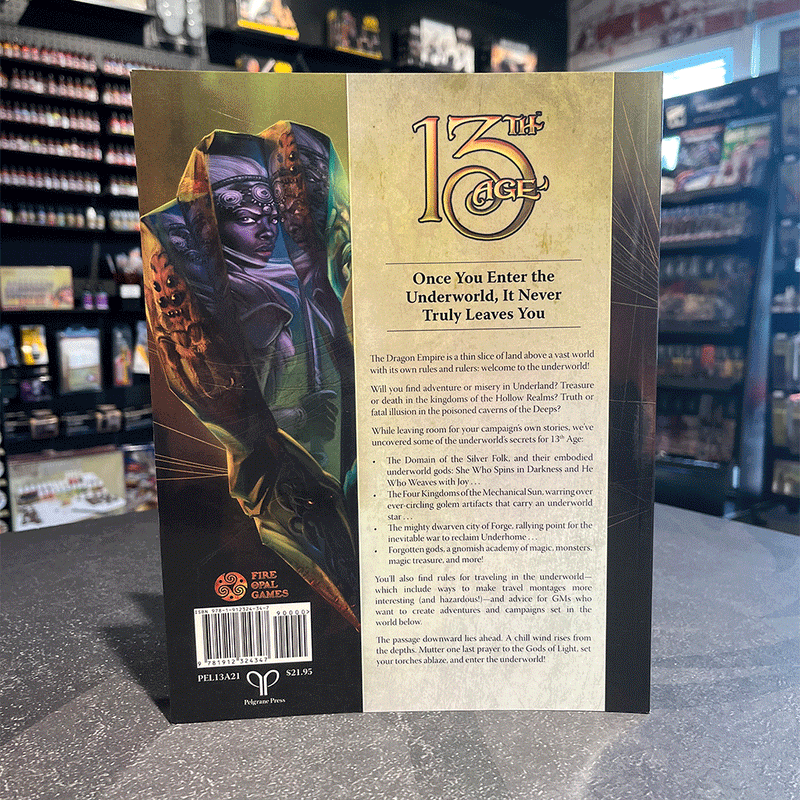 13TH
AGE
Once You Enter the
Underworld, It Never
Truly Leaves You
The Dragon Empire is a thin slice of land above a vast world
with its own rules and rulers: welcome to the underworld!
Will you find adventure or misery in Underland? Treasure
or death in the kingdoms of the Hollow Realms? Truth or
fatal illusion in the poisoned caverns of the Deeps?
While leaving room for your campaign's own stories, we've
uncovered some of the underworld's secrets for 13th Age:
• The Domain of the Silver Folk, and their embodied
underworld gods: She Who Spins in Darkness and He
Who Weaves with Joy . . .
• The Four Kingdoms of the Mechanical Sun, warring over
ever-circling golem artifacts that carry an underworld
star . . .
• The mighty dwarven city of Forge, rallying point for the
inevitable war to reclaim Underhome . . .
• Forgotten gods, a gnomish academy of magic, monsters,
magic treasure, and more!
You'll also find rules for traveling in the underworld—
which include ways to make travel montages more
interesting (and hazardous!)—and advice for GMs who
want to create adventures and campaigns set in the
world below.
The passage downward lies ahead. A chill wind rises from
the depths. Mutter one last prayer to the Gods of Light, set
your torches ablaze, and enter the underworld!
FIRE
OPAL
GAMES
ISBN 978-1-912324-34-7
90000>
9 781912 324347
PEL13A21
$21.95
Pelgrane Press